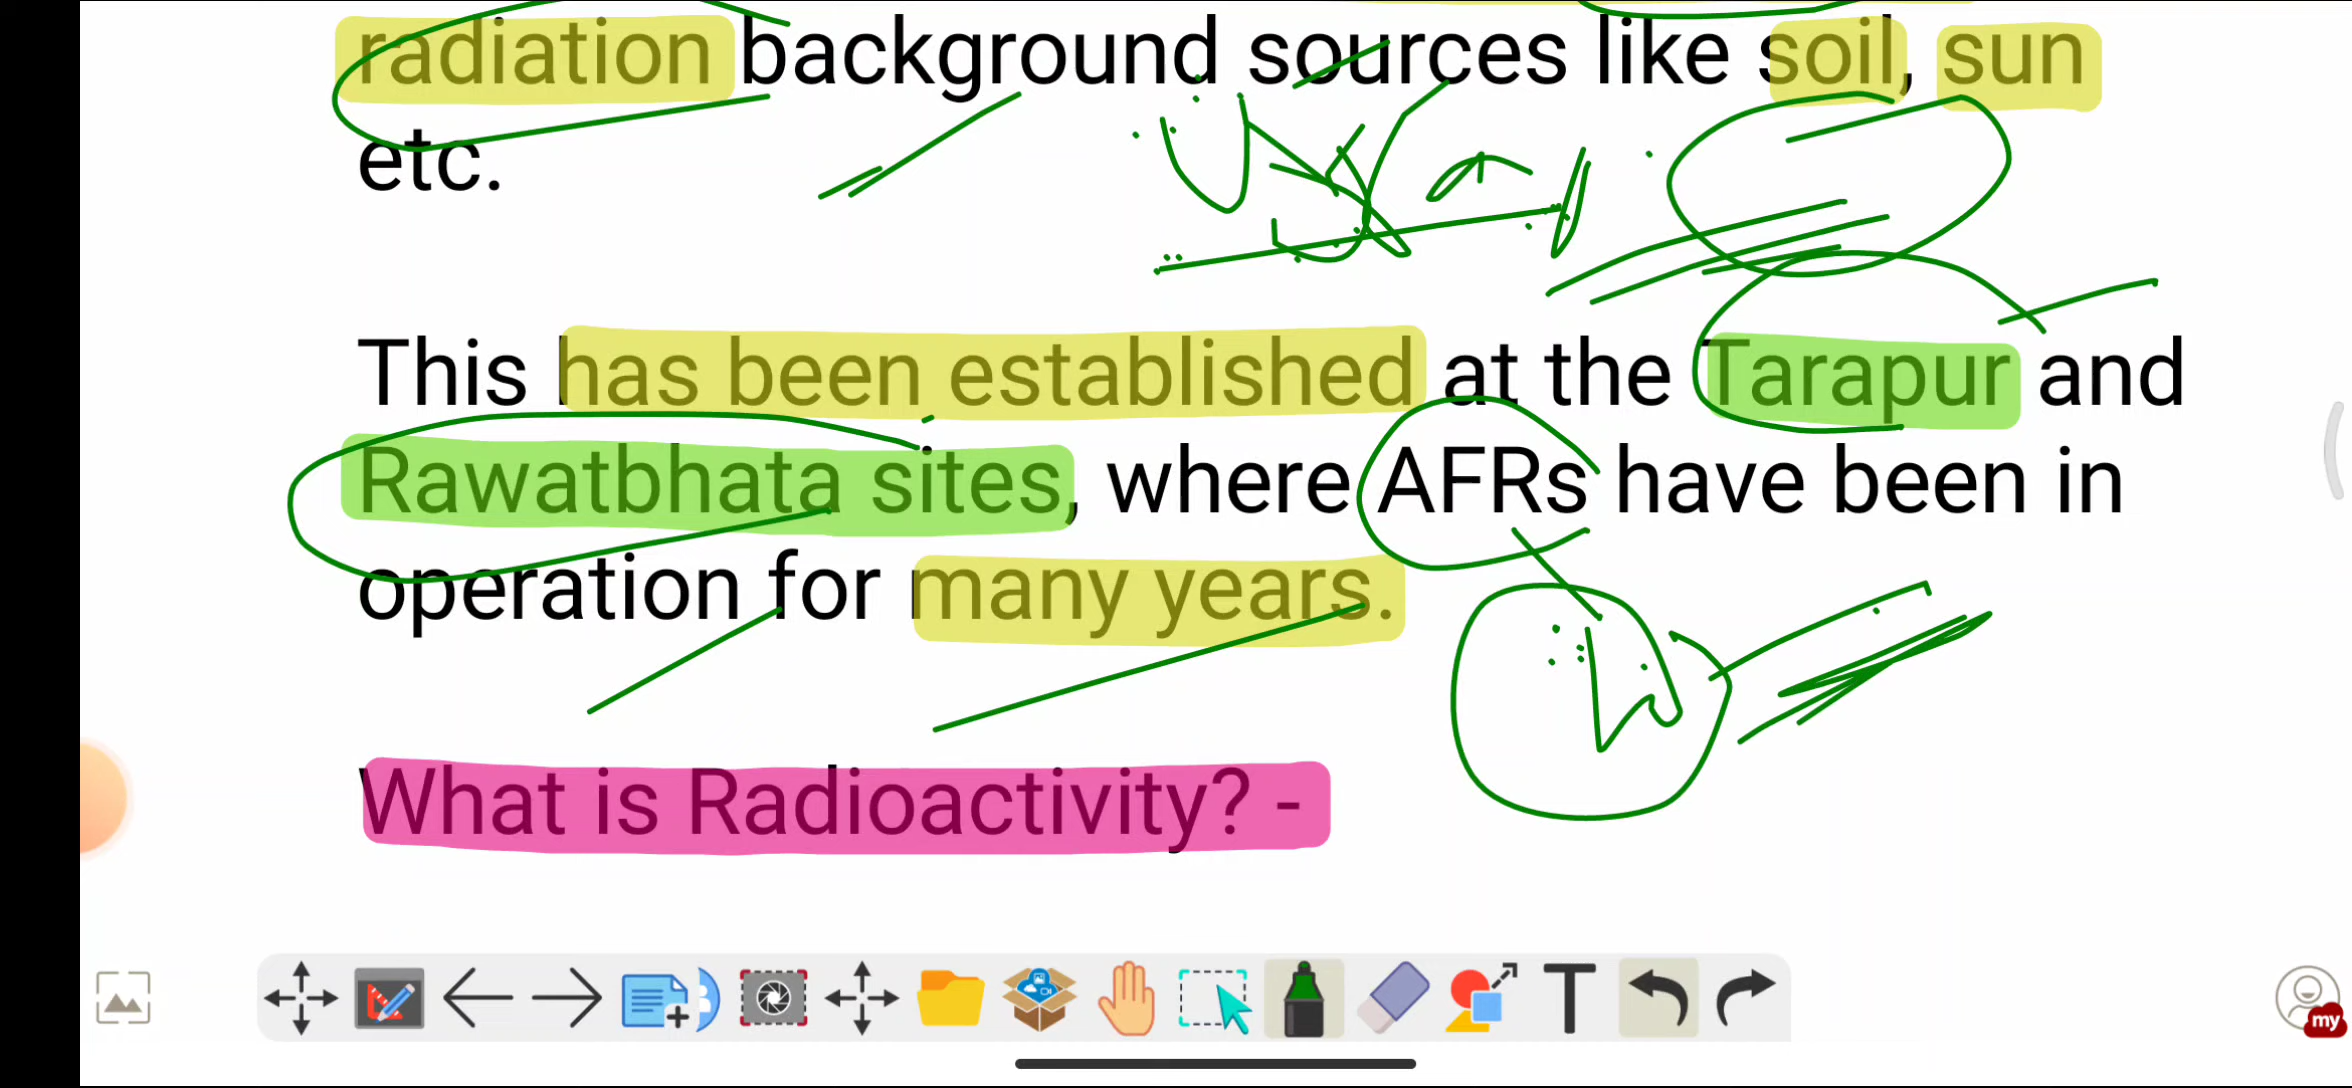 radiation background sources like soil, sun
etc.
This has been established at the Tarapur and
Rawatbhata sites, where AFRs have been in
operation for many years.
What is Radioactivity? -
T
my